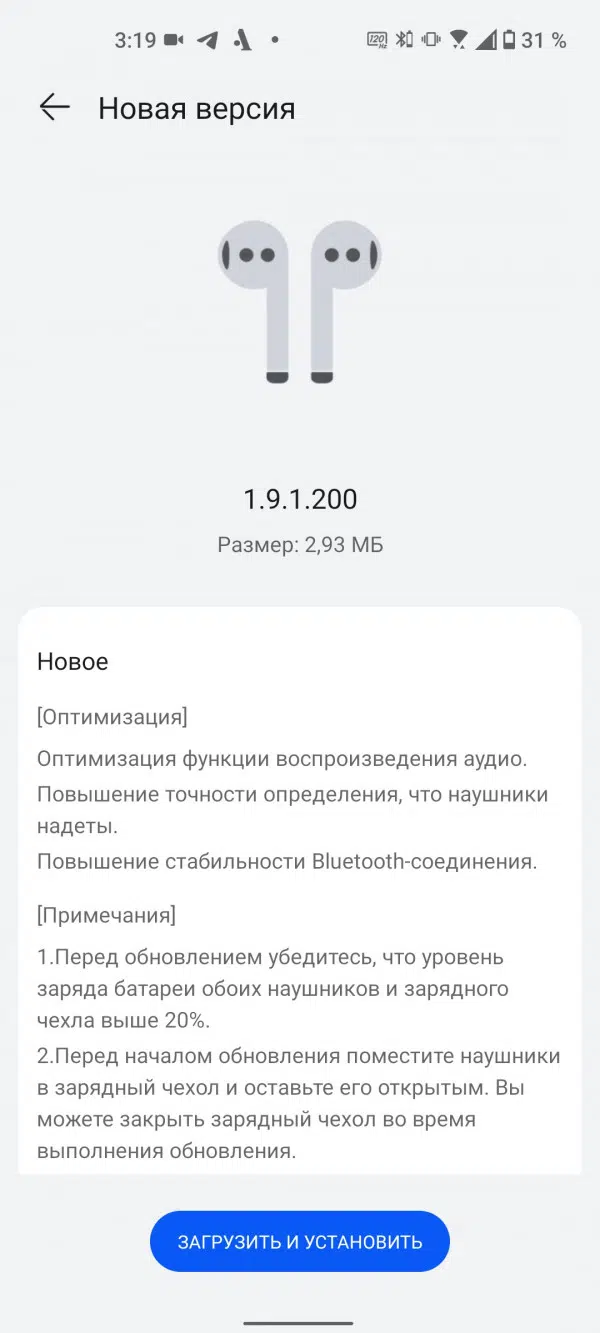 3:19 120 Hz 31 %
Новая версия
1.9.1.200
Размер: 2,93 МБ
Новое
[Оптимизация]
Оптимизация функции воспроизведения аудио.
Повышение точности определения, что наушники
надеты.
Повышение стабильности Bluetooth-соединения.
[Примечания]
1.Перед обновлением убедитесь, что уровень
заряда батареи обоих наушников и зарядного
чехла выше 20%.
2.Перед началом обновления поместите наушники
в зарядный чехол и оставьте его открытым. Вы
можете закрыть зарядный чехол во время
выполнения обновления.
ЗАГРУЗИТЬ И УСТАНОВИТЬ